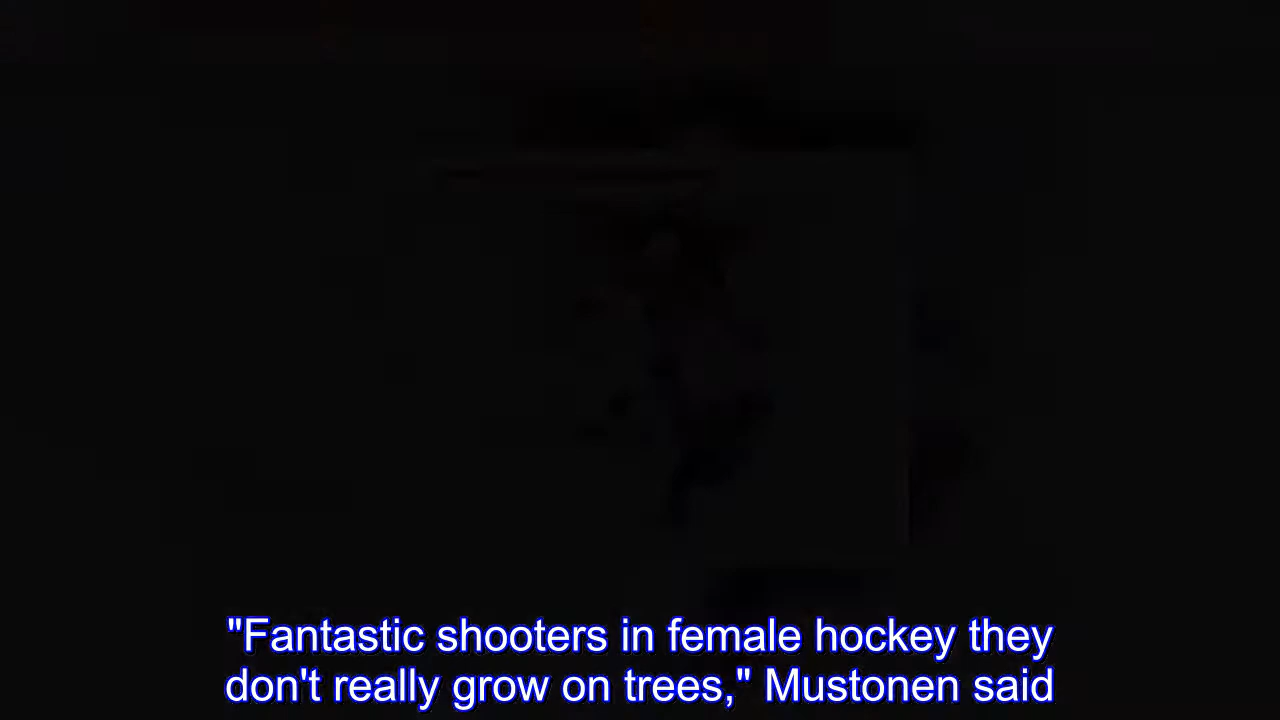 "Fantastic shooters in female hockey they
don't really grow on trees," Mustonen said